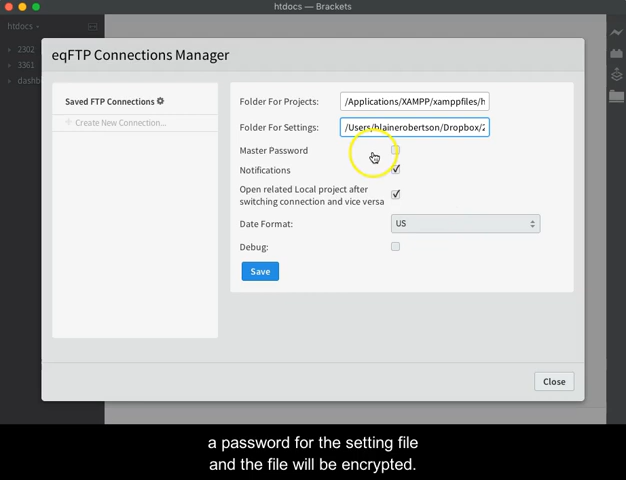 htdocs — Brackets
htdocs
2302
3361
dashb
eqFTP Connections Manager
Saved FTP Connections
+ Create New Connection...
Folder For Projects: /Applications/XAMPP/xamppfiles/h
Folder For Settings: /Users/blainerobertson/Dropbox/2
Master Password
Notifications
Open related Local project after
switching connection and vice versa
Date Format: US
Debug:
Save
Close
a password for the setting file
and the file will be encrypted.